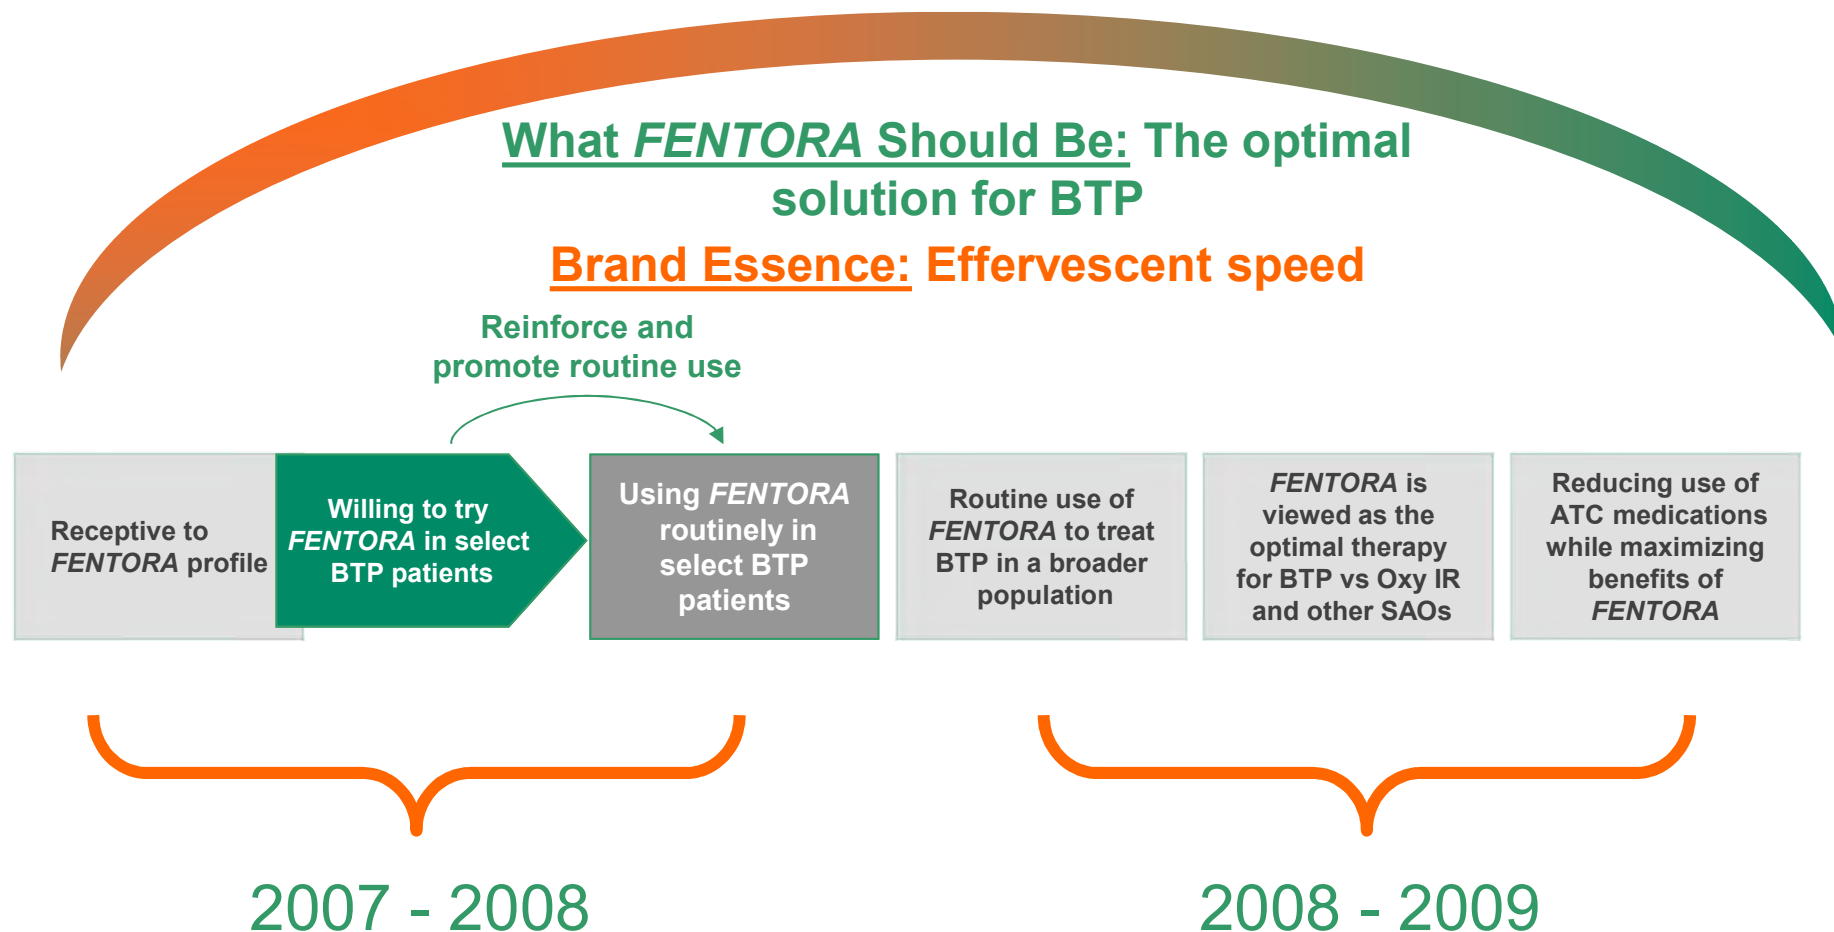 What FENTORA Should Be: The optimal
solution for BTP
Brand Essence: Effervescent speed
Reinforce and
promote routine use
Receptive to
FENTORA profile
Willing to try
FENTORA in select
BTP patients
Using FENTORA
routinely in
select BTP
patients
Routine use of
FENTORA to treat
BTP in a broader
population
FENTORA is
viewed as the
optimal therapy
for BTP vs Oxy IR
and other SAOs
Reducing use of
ATC medications
while maximizing
benefits of
FENTORA
2007 - 2008
2008 - 2009